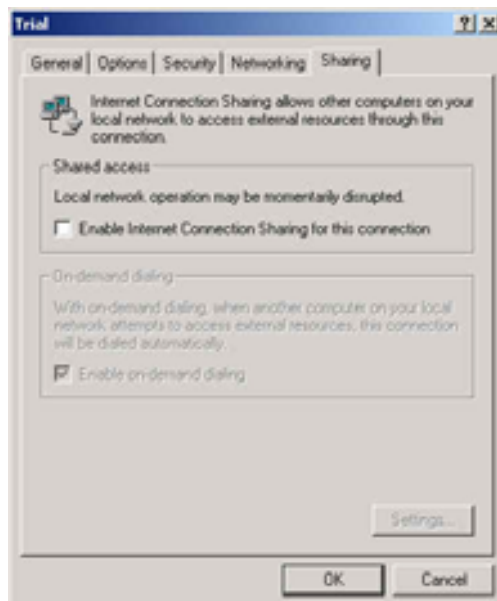 Trial
General Options Security Networking Sharing
Internet Connection Sharing allows other computers on your
local network to access external resources through this
connection.
Shared access
Local network operation may be momentarily disrupted.
Enable Internet Connection Sharing for this connection
On-demand dialing
With on-demand dialing, when another computer on your local
network attempts to access external resources, this connection
will be dialed automatically.
Enable on-demand dialing
Settings...
OK Cancel